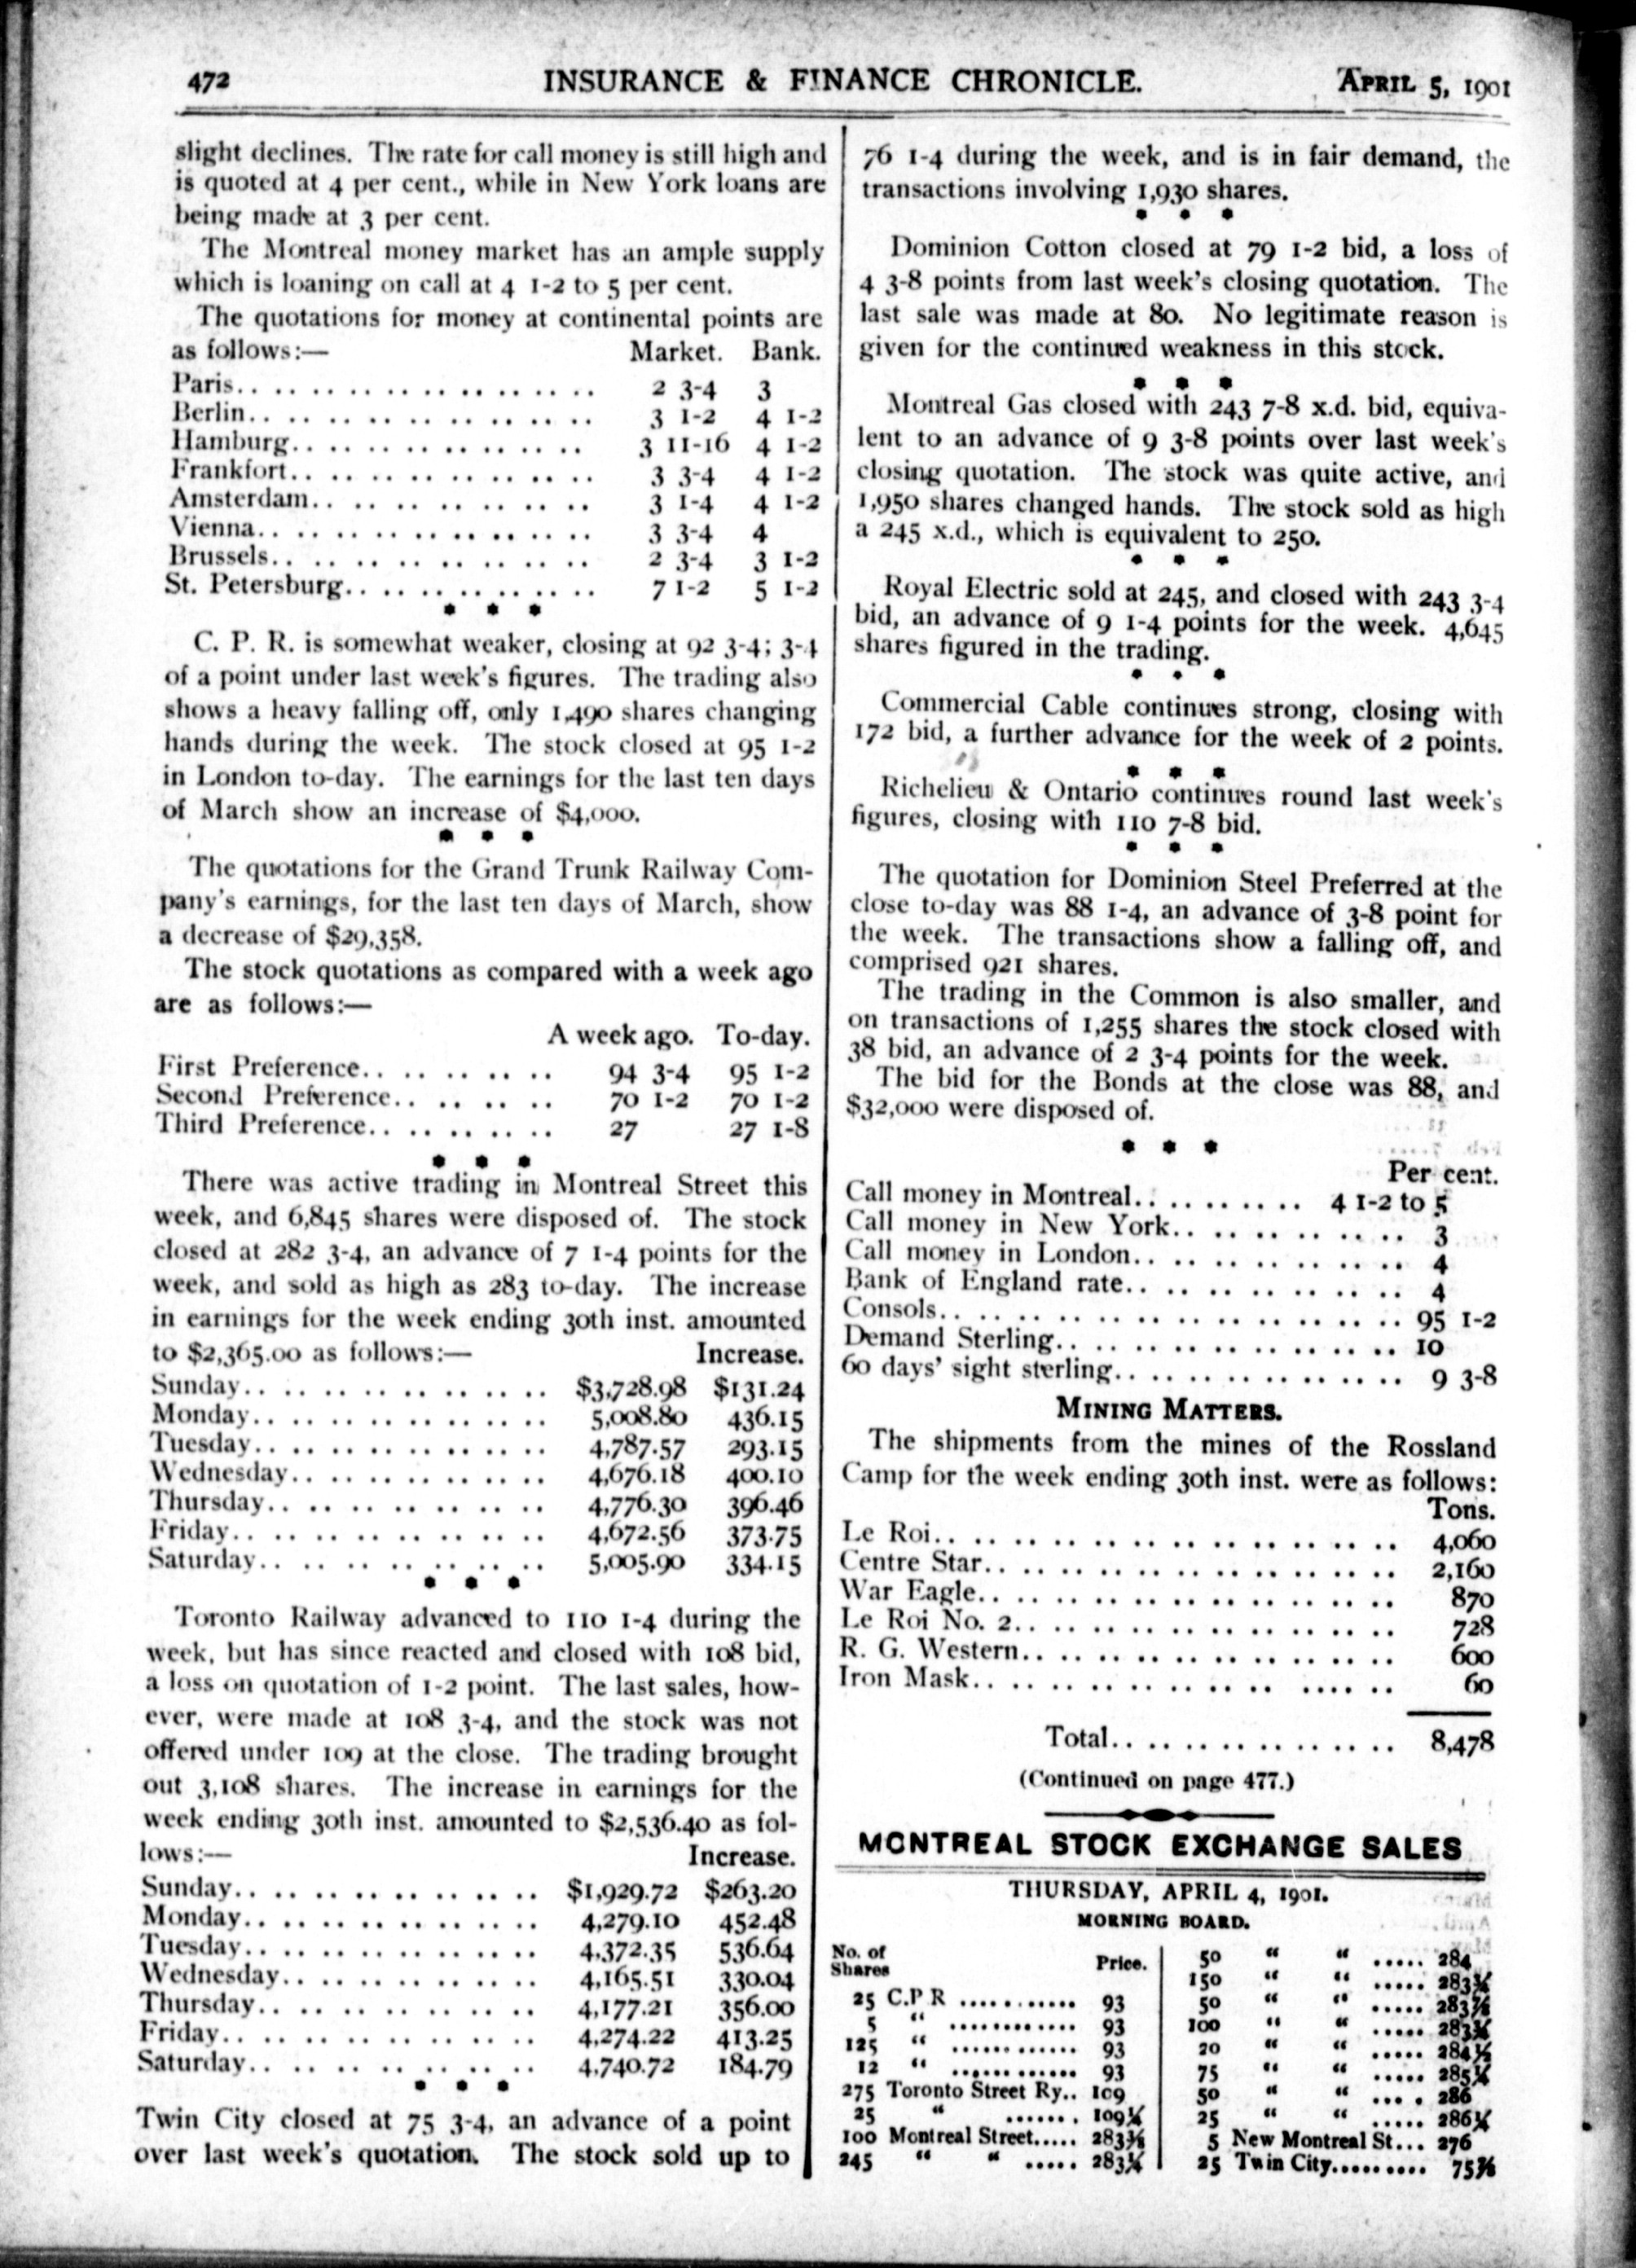 472
INSURANCE & FINANCE CHRONICLE.
APRIL 5, 1901
slight declines. The rate for call money is still high and
is quoted at 4 per cent., while in New York loans are
being made at 3 per cent.
The Montreal money market has an ample supply
which is loaning on call at 4 1-2 to 5 per cent.
The quotations for money at continental points are
as follows:— Market. Bank.
Paris.. .. .. .. .. .. .. .. .. .. 2 3-4 3
Berlin.. .. .. .. .. .. .. .. .. .. 3 1-2 4 1-2
Hamburg.. .. .. .. .. .. .. .. 3 11-16 4 1-2
Frankfort.. .. .. .. .. .. .. .. 3 3-4 4 1-2
Amsterdam.. .. .. .. .. .. .. .. 3 1-4 4 1-2
Vienna.. .. .. .. .. .. .. .. .. 3 3-4 4
Brussels.. .. .. .. .. .. .. .. .. 2 3-4 3 1-2
St. Petersburg.. .. .. .. .. .. .. 7 1-2 5 1-2
* * *
C. P. R. is somewhat weaker, closing at 92 3-4; 3-4
of a point under last week's figures. The trading also
shows a heavy falling off, only 1,490 shares changing
hands during the week. The stock closed at 95 1-2
in London to-day. The earnings for the last ten days
of March show an increase of $4,000.
* * *
The quotations for the Grand Trunk Railway Com-
pany's earnings, for the last ten days of March, show
a decrease of $29,358.
The stock quotations as compared with a week ago
are as follows:—
A week ago. To-day.
First Preference.. .. .. .. .. .. 94 3-4 95 1-2
Second Preference.. .. .. .. .. 70 1-2 70 1-2
Third Preference.. .. .. .. .. .. 27 27 1-8
* * *
There was active trading in Montreal Street this
week, and 6,845 shares were disposed of. The stock
closed at 282 3-4, an advance of 7 1-4 points for the
week, and sold as high as 283 to-day. The increase
in earnings for the week ending 30th inst. amounted
to $2,365.00 as follows:— Increase.
Sunday.. .. .. .. .. .. .. .. .. $3,728.98 $131.24
Monday.. .. .. .. .. .. .. .. .. 5,008.80 436.15
Tuesday.. .. .. .. .. .. .. .. .. 4,787.57 293.15
Wednesday.. .. .. .. .. .. .. .. 4,676.18 400.10
Thursday.. .. .. .. .. .. .. .. 4,776.30 396.46
Friday.. .. .. .. .. .. .. .. .. 4,672.56 373.75
Saturday.. .. .. .. .. .. .. .. 5,005.90 334.15
* * *
Toronto Railway advanced to 110 1-4 during the
week, but has since reacted and closed with 108 bid,
a loss on quotation of 1-2 point. The last sales, how-
ever, were made at 108 3-4, and the stock was not
offered under 109 at the close. The trading brought
out 3,108 shares. The increase in earnings for the
week ending 30th inst. amounted to $2,536.40 as fol-
lows:— Increase.
Sunday.. .. .. .. .. .. .. .. .. $1,929.72 $263.20
Monday.. .. .. .. .. .. .. .. .. 4,279.10 452.48
Tuesday.. .. .. .. .. .. .. .. .. 4,372.35 536.64
Wednesday.. .. .. .. .. .. .. .. 4,165.51 330.04
Thursday.. .. .. .. .. .. .. .. 4,177.21 356.00
Friday.. .. .. .. .. .. .. .. .. 4,274.22 413.25
Saturday.. .. .. .. .. .. .. .. 4,740.72 184.79
* * *
Twin City closed at 75 3-4, an advance of a point
over last week's quotation. The stock sold up to
76 1-4 during the week, and is in fair demand, the
transactions involving 1,930 shares.
* * *
Dominion Cotton closed at 79 1-2 bid, a loss of
4 3-8 points from last week's closing quotation. The
last sale was made at 80. No legitimate reason is
given for the continued weakness in this stock.
* * *
Montreal Gas closed with 243 7-8 x.d. bid, equiva-
lent to an advance of 9 3-8 points over last week's
closing quotation. The stock was quite active, and
1,950 shares changed hands. The stock sold as high
a 245 x.d., which is equivalent to 250.
* * *
Royal Electric sold at 245, and closed with 243 3-4
bid, an advance of 9 1-4 points for the week. 4,645
shares figured in the trading.
* * *
Commercial Cable continues strong, closing with
172 bid, a further advance for the week of 2 points.
* * *
Richelieu & Ontario continues round last week's
figures, closing with 110 7-8 bid.
* * *
The quotation for Dominion Steel Preferred at the
close to-day was 88 1-4, an advance of 3-8 point for
the week. The transactions show a falling off, and
comprised 921 shares.
The trading in the Common is also smaller, and
on transactions of 1,255 shares the stock closed with
38 bid, an advance of 2 3-4 points for the week.
The bid for the Bonds at the close was 88, and
$32,000 were disposed of.
* * *
Per cent.
Call money in Montreal.. .. .. .. .. 4 1-2 to 5
Call money in New York.. .. .. .. .. .. 3
Call money in London.. .. .. .. .. .. .. 4
Bank of England rate.. .. .. .. .. .. .. 4
Consols.. .. .. .. .. .. .. .. .. .. .. .. 95 1-2
Demand Sterling.. .. .. .. .. .. .. .. .. 10
60 days' sight sterling.. .. .. .. .. .. .. 9 3-8
MINING MATTERS.
The shipments from the mines of the Rossland
Camp for the week ending 30th inst. were as follows:
Tons.
Le Roi.. .. .. .. .. .. .. .. .. .. .. .. 4,060
Centre Star.. .. .. .. .. .. .. .. .. .. .. 2,160
War Eagle.. .. .. .. .. .. .. .. .. .. .. 870
Le Roi No. 2.. .. .. .. .. .. .. .. .. .. 728
R. G. Western.. .. .. .. .. .. .. .. .. .. 600
Iron Mask.. .. .. .. .. .. .. .. .... .. .. 60
Total.. .. .. .. .. .. .. .. 8,478
(Continued on page 477.)
MONTREAL STOCK EXCHANGE SALES
THURSDAY, APRIL 4, 1901.
MORNING BOARD.
No. of
Shares Price.
25 C.P R ............ 93
5 " ............ 93
125 " ............ 93
12 " ............ 93
275 Toronto Street Ry.. 109
25 " ....... 109¼
100 Montreal Street..... 283⅜
245 " " ..... 283¼
50 " " ..... 284
150 " " ..... 283¾
50 " " ..... 283⅞
100 " " ..... 283¾
20 " " ..... 284½
75 " " ..... 285¼
50 " " .... 286
25 " " ..... 286¼
5 New Montreal St... 276
25 Twin City......... 75⅞